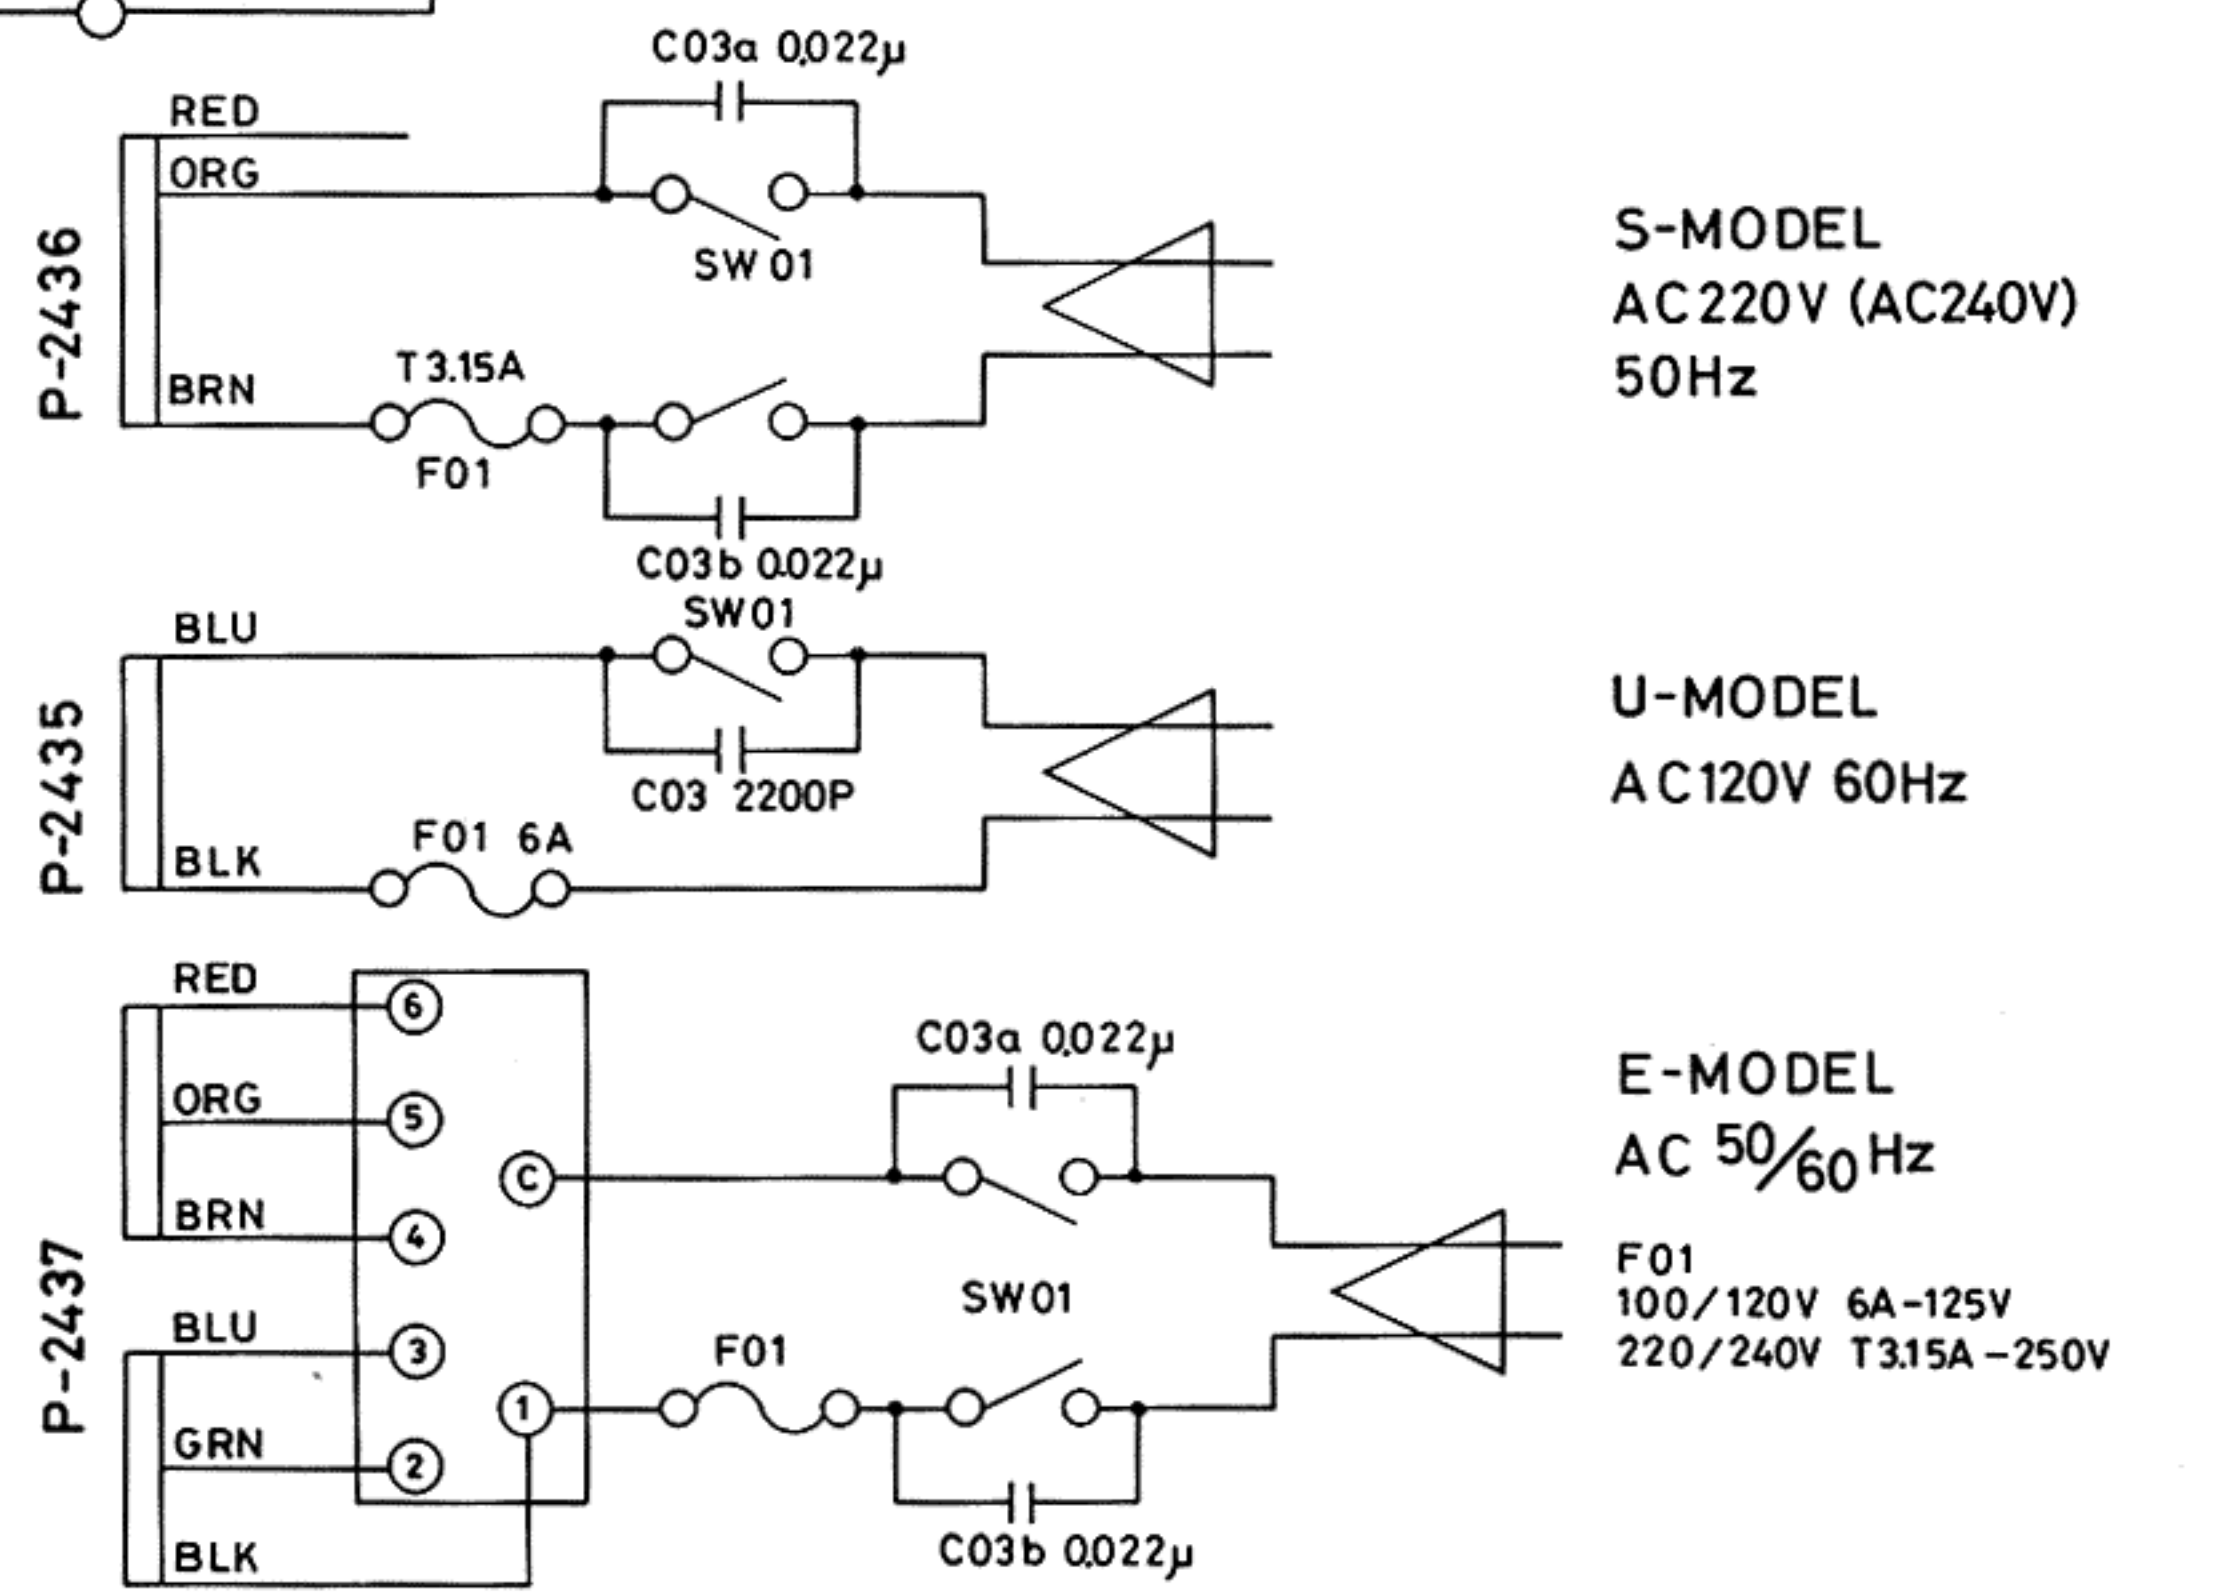 C03a 0.022μ
RED
ORG
SW 01
P-2436
T3.15A
BRN
F01
C03b 0.022μ
S-MODEL
AC220V (AC240V)
50Hz
SW01
BLU
P-2435
C03 2200P
F01 6A
BLK
U-MODEL
AC120V 60Hz
RED
6
ORG
5
C
BRN
4
P-2437
BLU
3
1
GRN
2
BLK
C03a 0.022μ
SW01
F01
C03b 0.022μ
E-MODEL
AC 50/60 Hz
F01
100/120V 6A-125V
220/240V T3.15A-250V